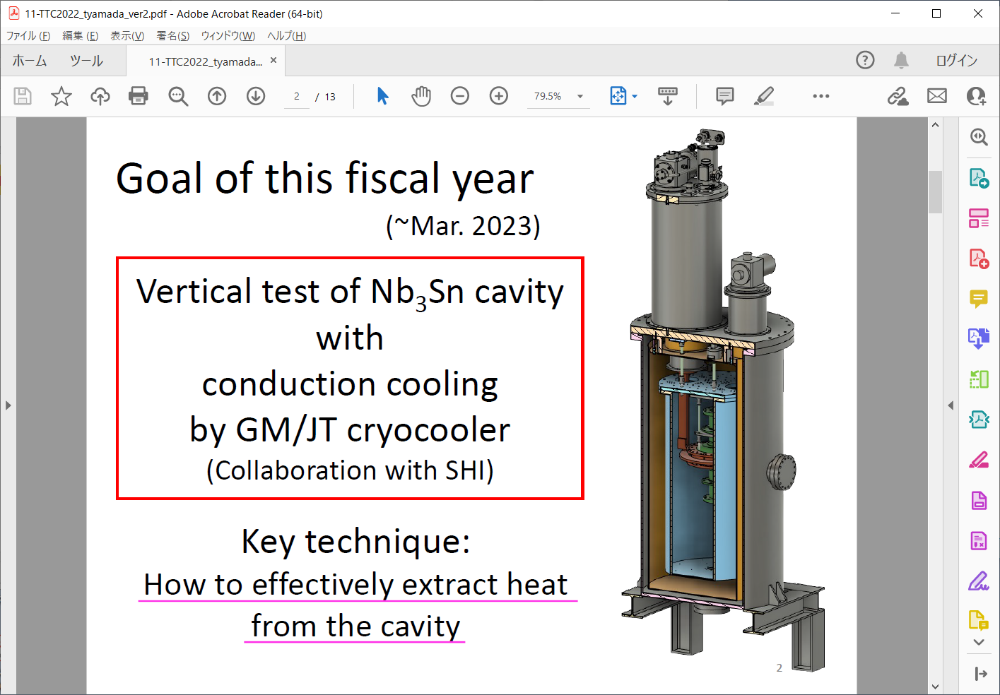 11-TTC2022_tyamada_ver2.pdf - Adobe Acrobat Reader (64-bit)
ファイル (F) 編集 (E) 表示(V) 署名(S) ウィンドウ(W) ヘルプ(H)
ホーム ツール 11-TTC2022_tyamada... × ? ログイン
2 / 13 79.5%
Goal of this fiscal year
(~Mar. 2023)
Vertical test of Nb₃Sn cavity
with
conduction cooling
by GM/JT cryocooler
(Collaboration with SHI)
Key technique:
How to effectively extract heat
from the cavity
2